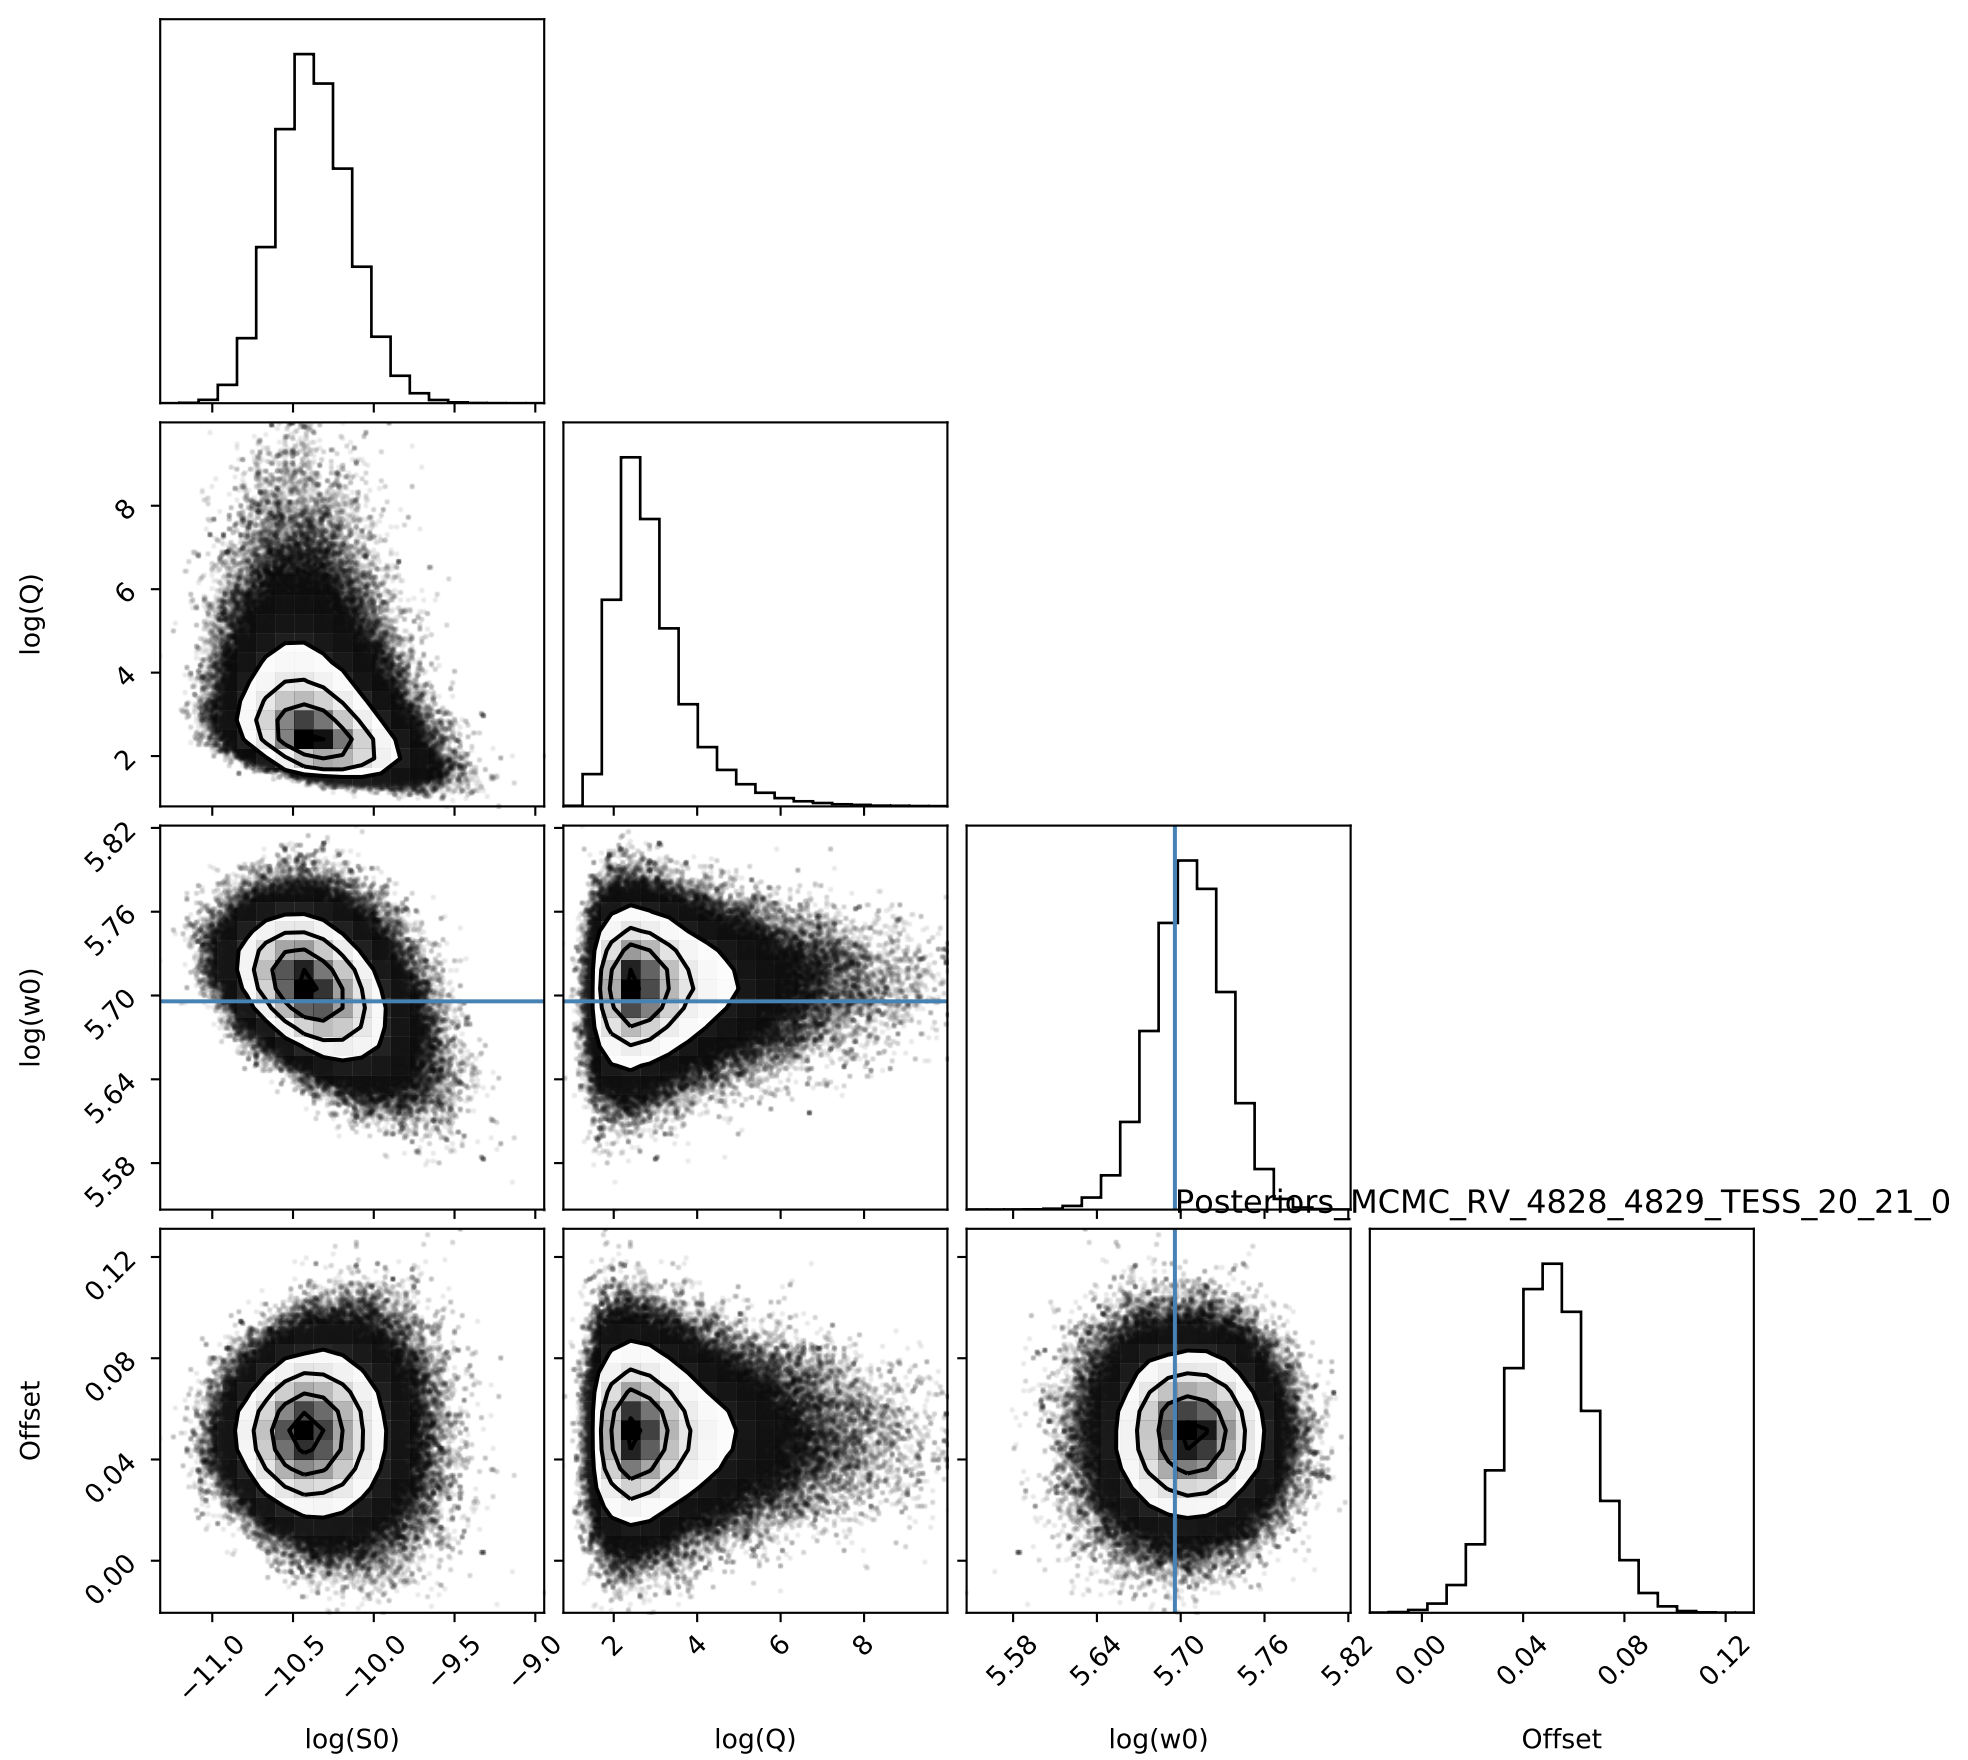 log(Q)
8
6
4
2
log(w0)
5.82
5.76
5.70
5.64
5.58
Posteriors_MCMC_RV_4828_4829_TESS_20_21_0
Offset
0.12
0.08
0.04
0.00
−11.0 −10.5 −10.0 −9.5 −9.0
2 4 6 8
5.58 5.64 5.70 5.76 5.82
0.00 0.04 0.08 0.12
log(S0) log(Q) log(w0) Offset